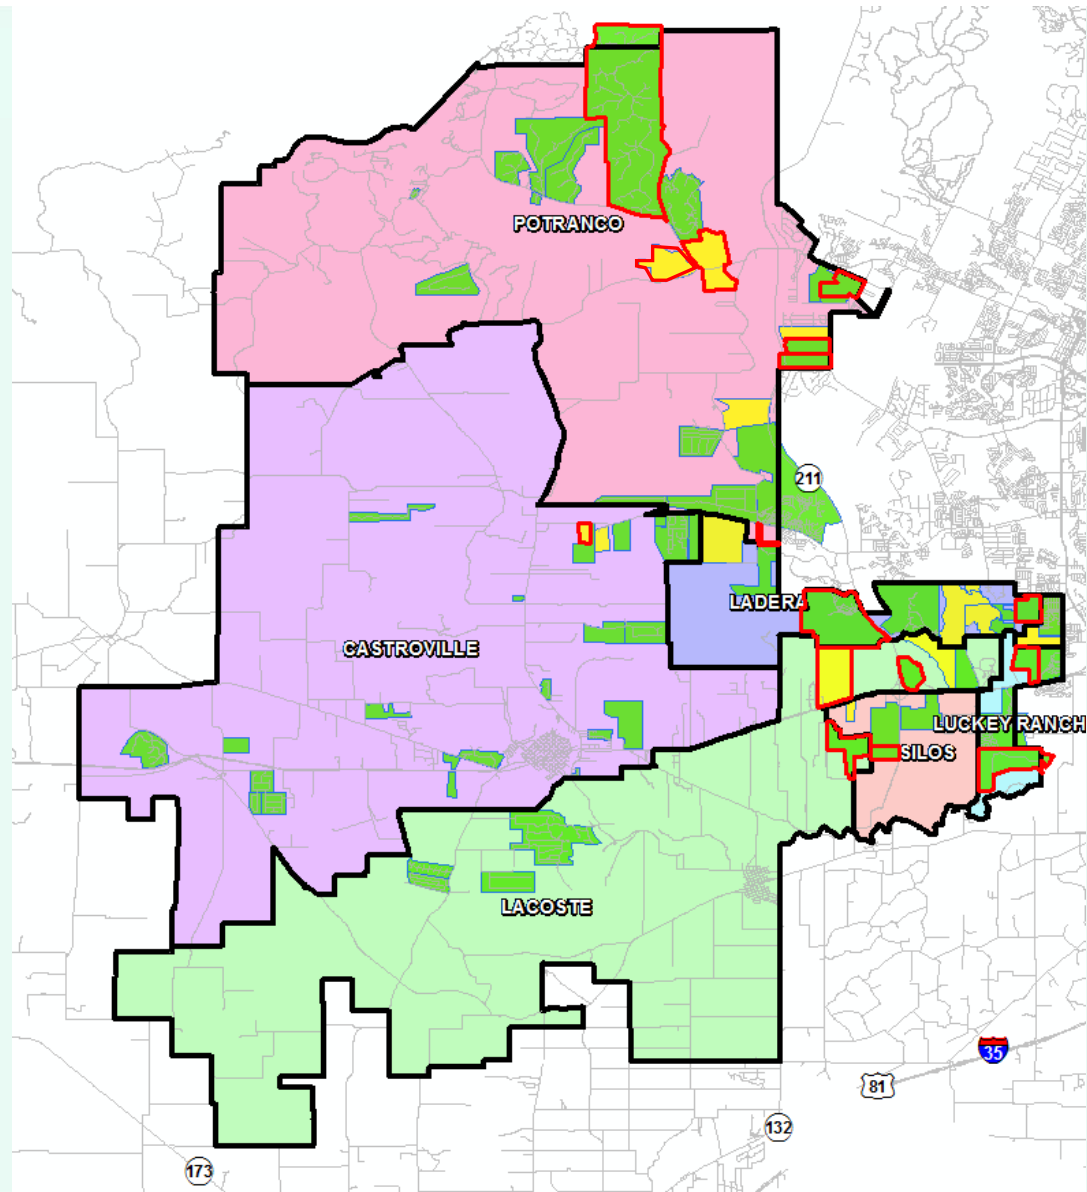 POTRANCO
211
LADERA
CASTROVILLE
LUCKEY RANCH
SILOS
LACOSTE
35
81
132
173